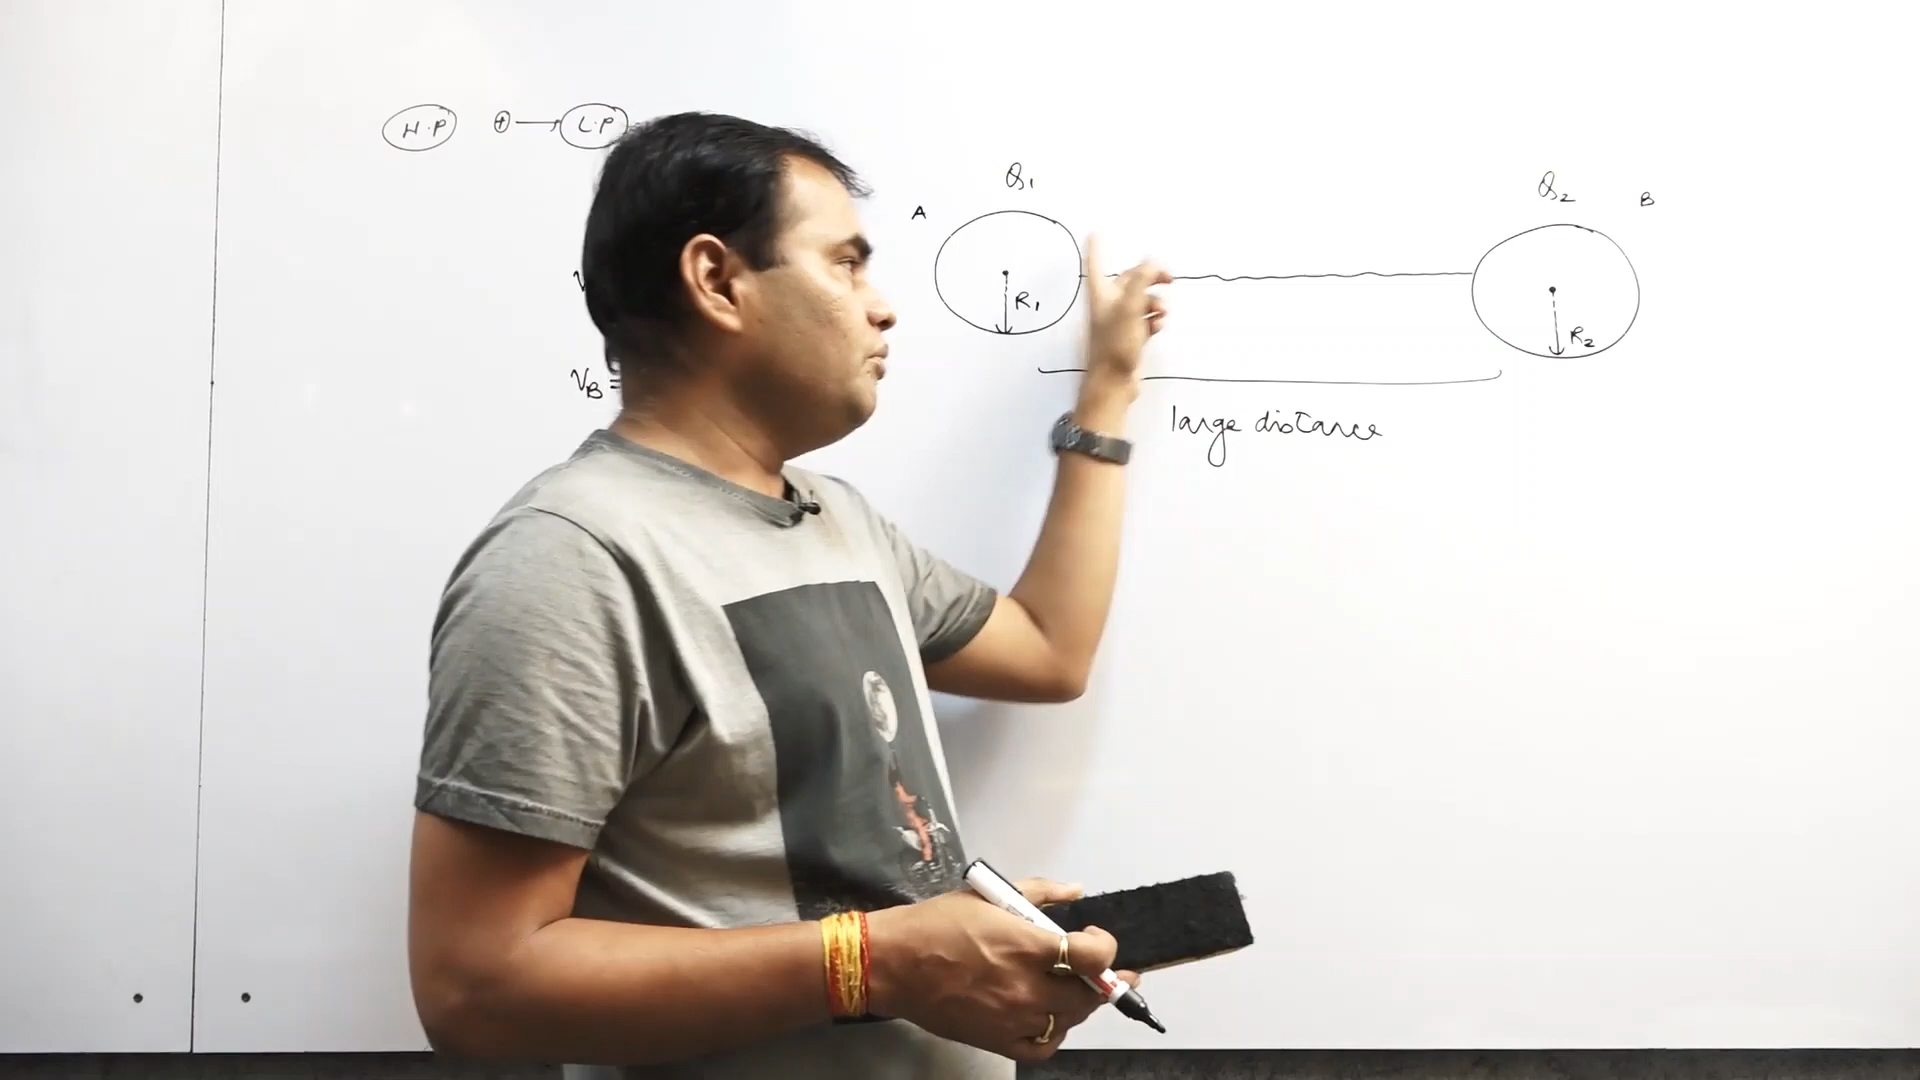 H.P ⊕ → L.P
Q₁
Q₂
A
B
R₁
R₂
V_B =
large distance